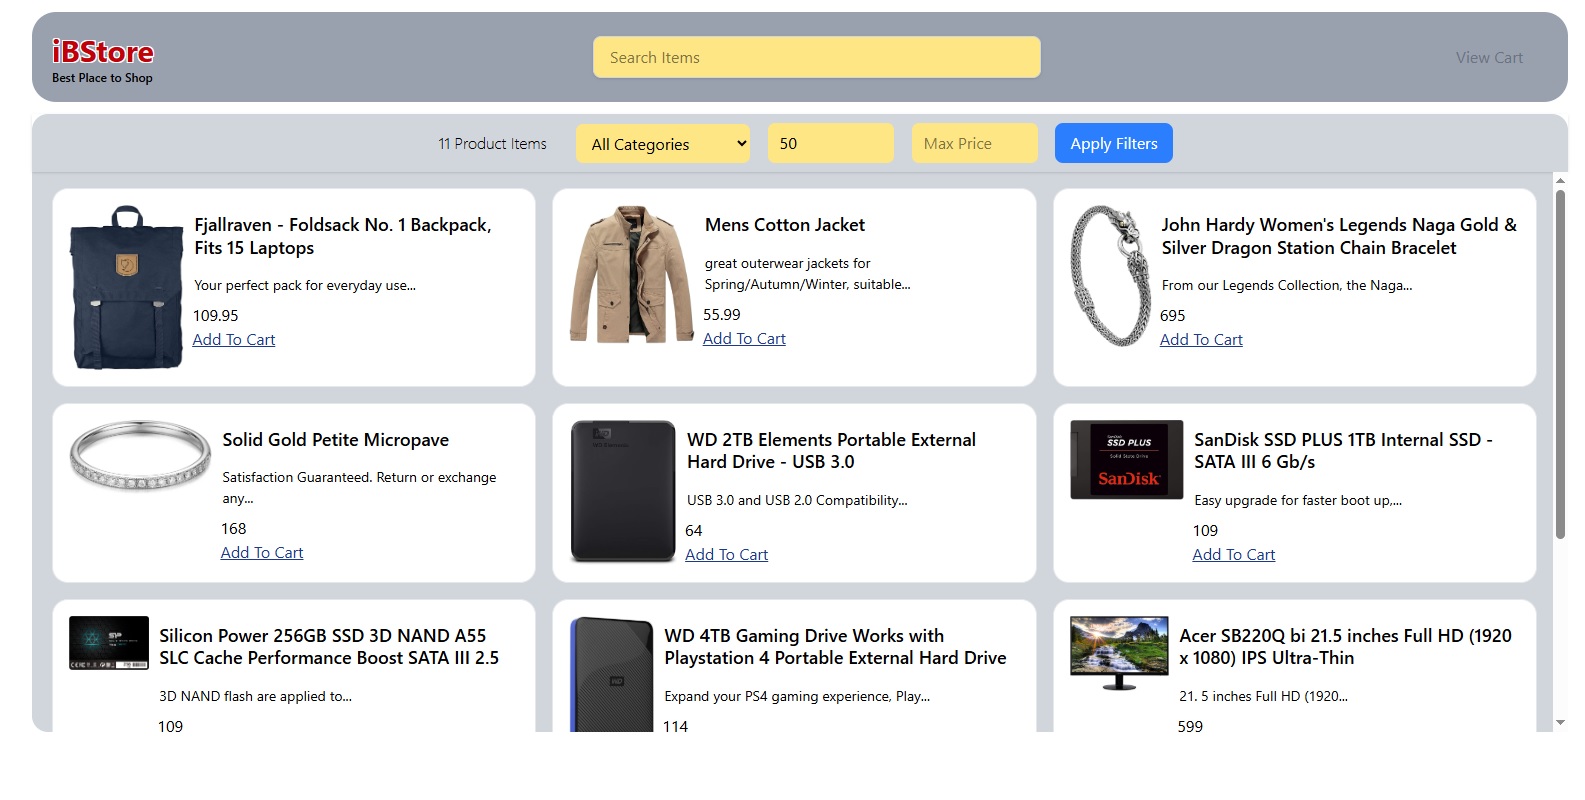 iBStore
Best Place to Shop
Search Items
View Cart
11 Product Items
All Categories
50
Max Price
Apply Filters
Fjallraven - Foldsack No. 1 Backpack,
Fits 15 Laptops
Your perfect pack for everyday use...
109.95
Add To Cart
Mens Cotton Jacket
great outerwear jackets for
Spring/Autumn/Winter, suitable...
55.99
Add To Cart
John Hardy Women's Legends Naga Gold &
Silver Dragon Station Chain Bracelet
From our Legends Collection, the Naga...
695
Add To Cart
Solid Gold Petite Micropave
Satisfaction Guaranteed. Return or exchange
any...
168
Add To Cart
WD
WD 2TB Elements Portable External
Hard Drive - USB 3.0
USB 3.0 and USB 2.0 Compatibility...
64
Add To Cart
SanDisk
SSD PLUS
Solid State Drive
SanDisk
SanDisk SSD PLUS 1TB Internal SSD -
SATA III 6 Gb/s
Easy upgrade for faster boot up,...
109
Add To Cart
SP
Silicon Power 256GB SSD 3D NAND A55
SLC Cache Performance Boost SATA III 2.5
3D NAND flash are applied to...
109
WD
WD 4TB Gaming Drive Works with
Playstation 4 Portable External Hard Drive
Expand your PS4 gaming experience, Play...
114
Acer SB220Q bi 21.5 inches Full HD (1920
x 1080) IPS Ultra-Thin
21. 5 inches Full HD (1920...
599